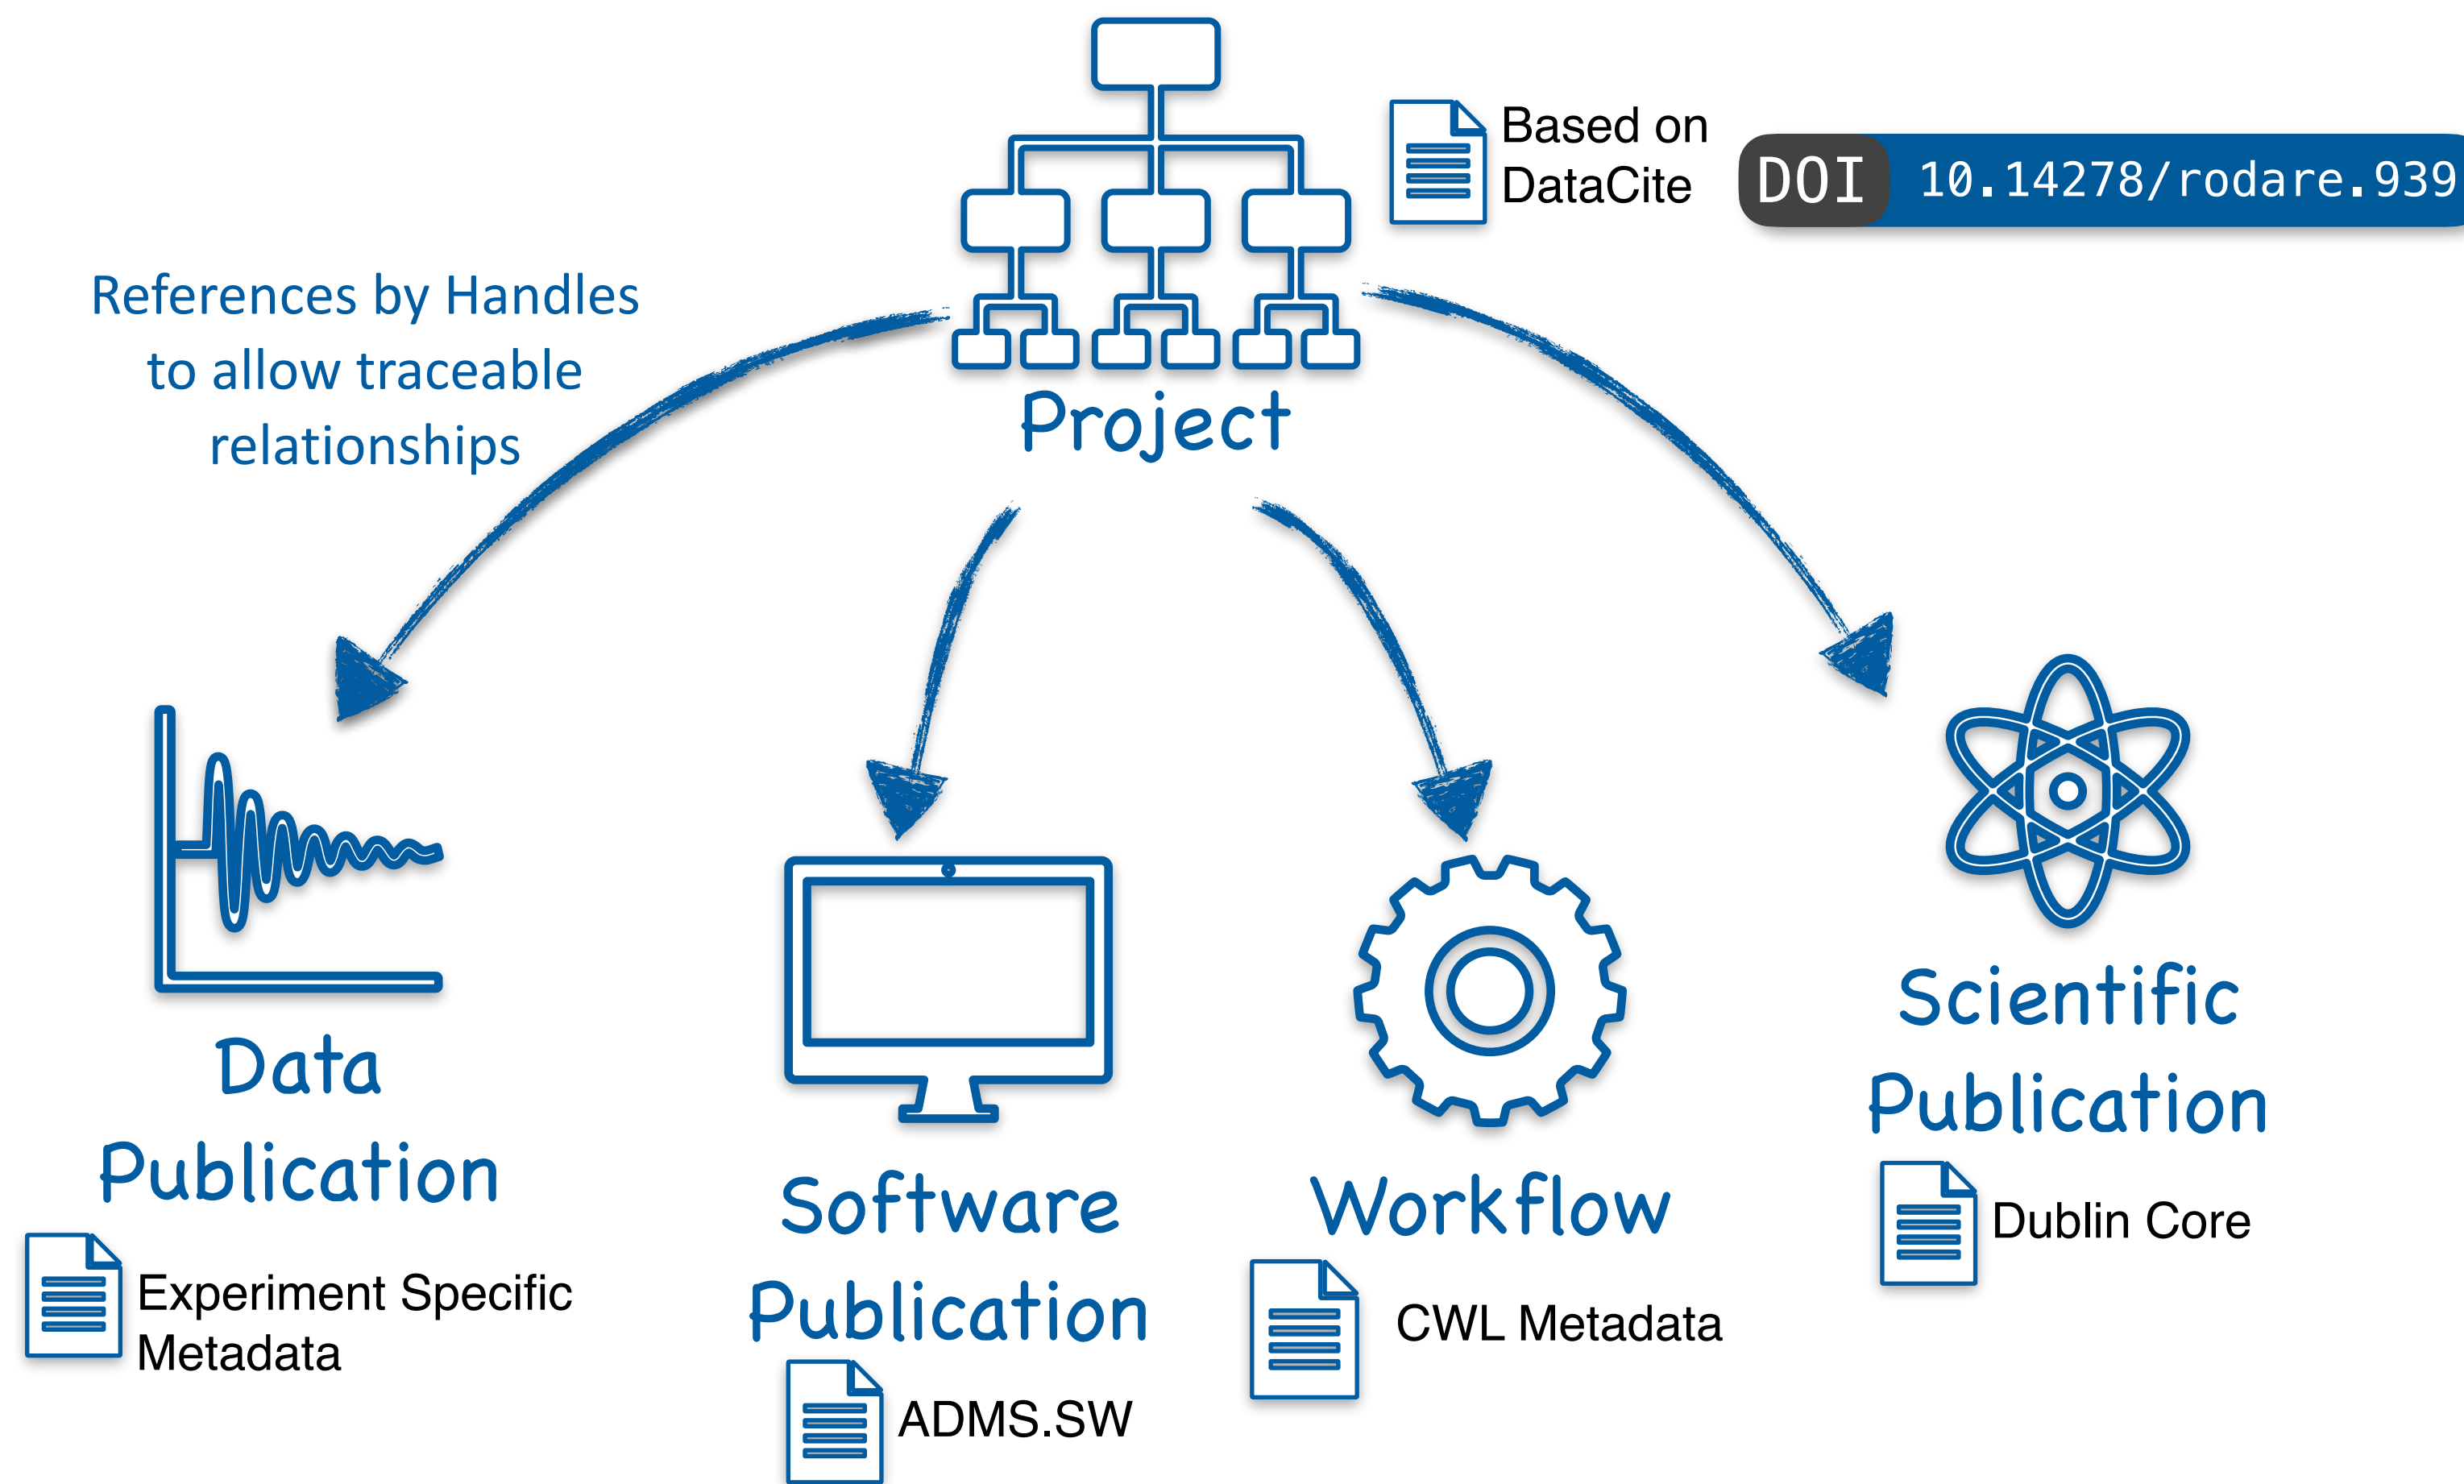 Based on
DataCite
DOI 10.14278/rodare.939
References by Handles
to allow traceable
relationships
Project
Data
Publication
Experiment Specific
Metadata
Software
Publication
ADMS.SW
Workflow
CWL Metadata
Scientific
Publication
Dublin Core